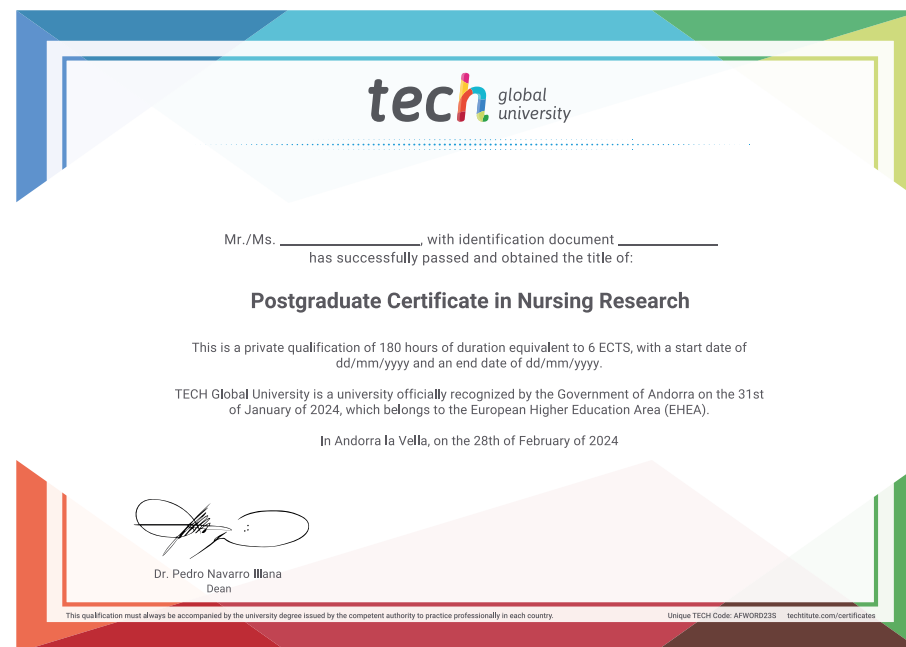 tech global university
Mr./Ms. ____________, with identification document ____________
has successfully passed and obtained the title of:
Postgraduate Certificate in Nursing Research
This is a private qualification of 180 hours of duration equivalent to 6 ECTS, with a start date of
dd/mm/yyyy and an end date of dd/mm/yyyy.
TECH Global University is a university officially recognized by the Government of Andorra on the 31st
of January of 2024, which belongs to the European Higher Education Area (EHEA).
In Andorra la Vella, on the 28th of February of 2024
Dr. Pedro Navarro Illana
Dean
This qualification must always be accompanied by the university degree issued by the competent authority to practice professionally in each country.
Unique TECH Code: AFWORD23S techtitute.com/certificates